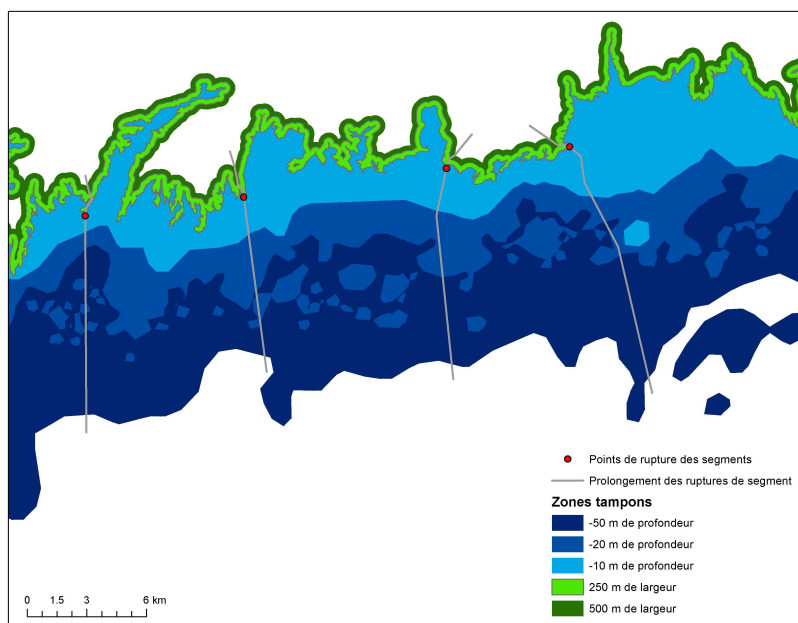 Points de rupture des segments
Prolongement des ruptures de segment
Zones tampons
-50 m de profondeur
-20 m de profondeur
-10 m de profondeur
250 m de largeur
500 m de largeur
0 1.5 3 6 km